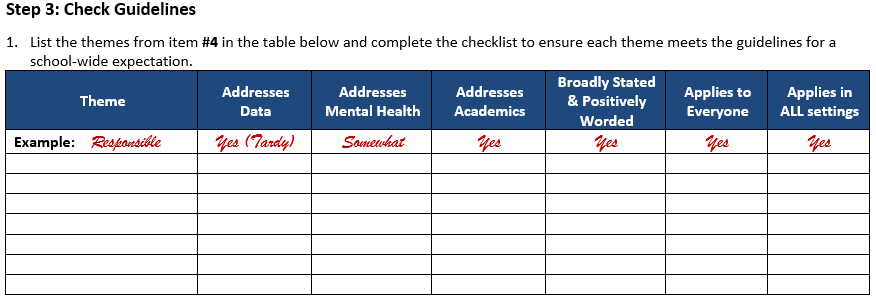 Step 3: Check Guidelines
1. List the themes from item #4 in the table below and complete the checklist to ensure each theme meets the guidelines for a
school-wide expectation.
Theme Addresses Data Addresses Mental Health Addresses Academics Broadly Stated & Positively Worded Applies to Everyone Applies in ALL settings
Example: Responsible Yes (Tardy) Somewhat Yes Yes Yes Yes